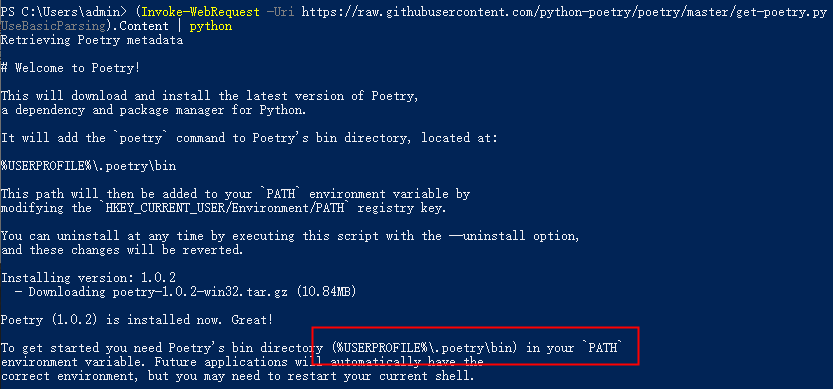 PS C:\Users\admin> (Invoke-WebRequest -Uri https://raw.githubusercontent.com/python-poetry/poetry/master/get-poetry.py
UseBasicParsing).Content | python
Retrieving Poetry metadata
# Welcome to Poetry!
This will download and install the latest version of Poetry,
a dependency and package manager for Python.
It will add the `poetry` command to Poetry's bin directory, located at:
%USERPROFILE%\.poetry\bin
This path will then be added to your `PATH` environment variable by
modifying the `HKEY_CURRENT_USER/Environment/PATH` registry key.
You can uninstall at any time by executing this script with the --uninstall option,
and these changes will be reverted.
Installing version: 1.0.2
- Downloading poetry-1.0.2-win32.tar.gz (10.84MB)
Poetry (1.0.2) is installed now. Great!
To get started you need Poetry's bin directory (%USERPROFILE%\.poetry\bin) in your `PATH`
environment variable. Future applications will automatically have the
correct environment, but you may need to restart your current shell.